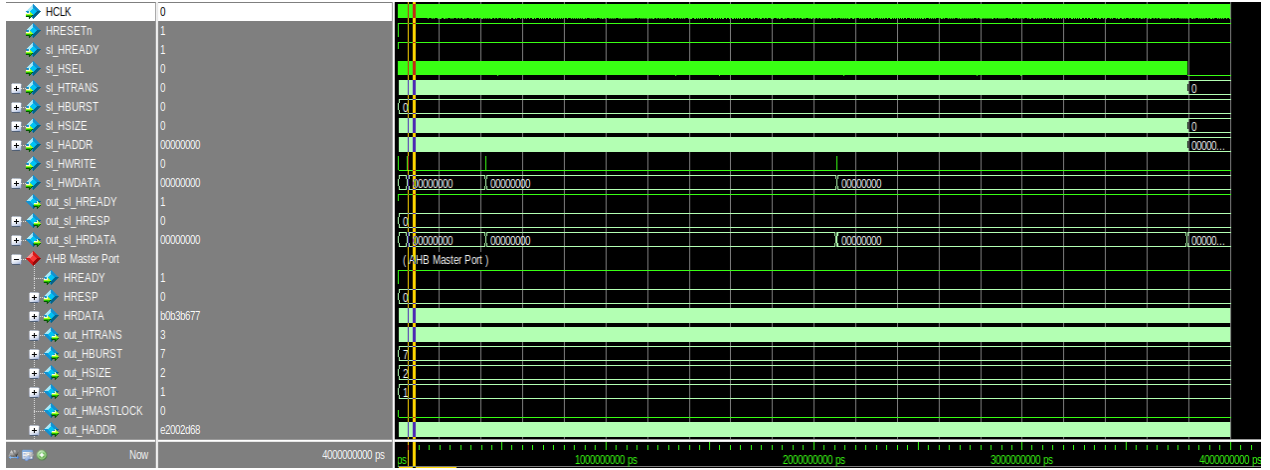 HCLK 0
HRESETn 1
sl_HREADY 1
sl_HSEL 0
sl_HTRANS 0 0
sl_HBURST 0 0
sl_HSIZE 0 0
sl_HADDR 00000000 00000...
sl_HWRITE 0
sl_HWDATA 00000000 00000000 00000000 00000000
out_sl_HREADY 1
out_sl_HRESP 0 0
out_sl_HRDATA 00000000 00000000 00000000 00000000 00000...
AHB Master Port ( AHB Master Port )
HREADY 1
HRESP 0 0
HRDATA b0b3b677
out_HTRANS 3
out_HBURST 7 7
out_HSIZE 2 2
out_HPROT 1 1
out_HMASTLOCK 0
out_HADDR e2002d68
Now 4000000000 ps ps 1000000000 ps 2000000000 ps 3000000000 ps 4000000000 ps